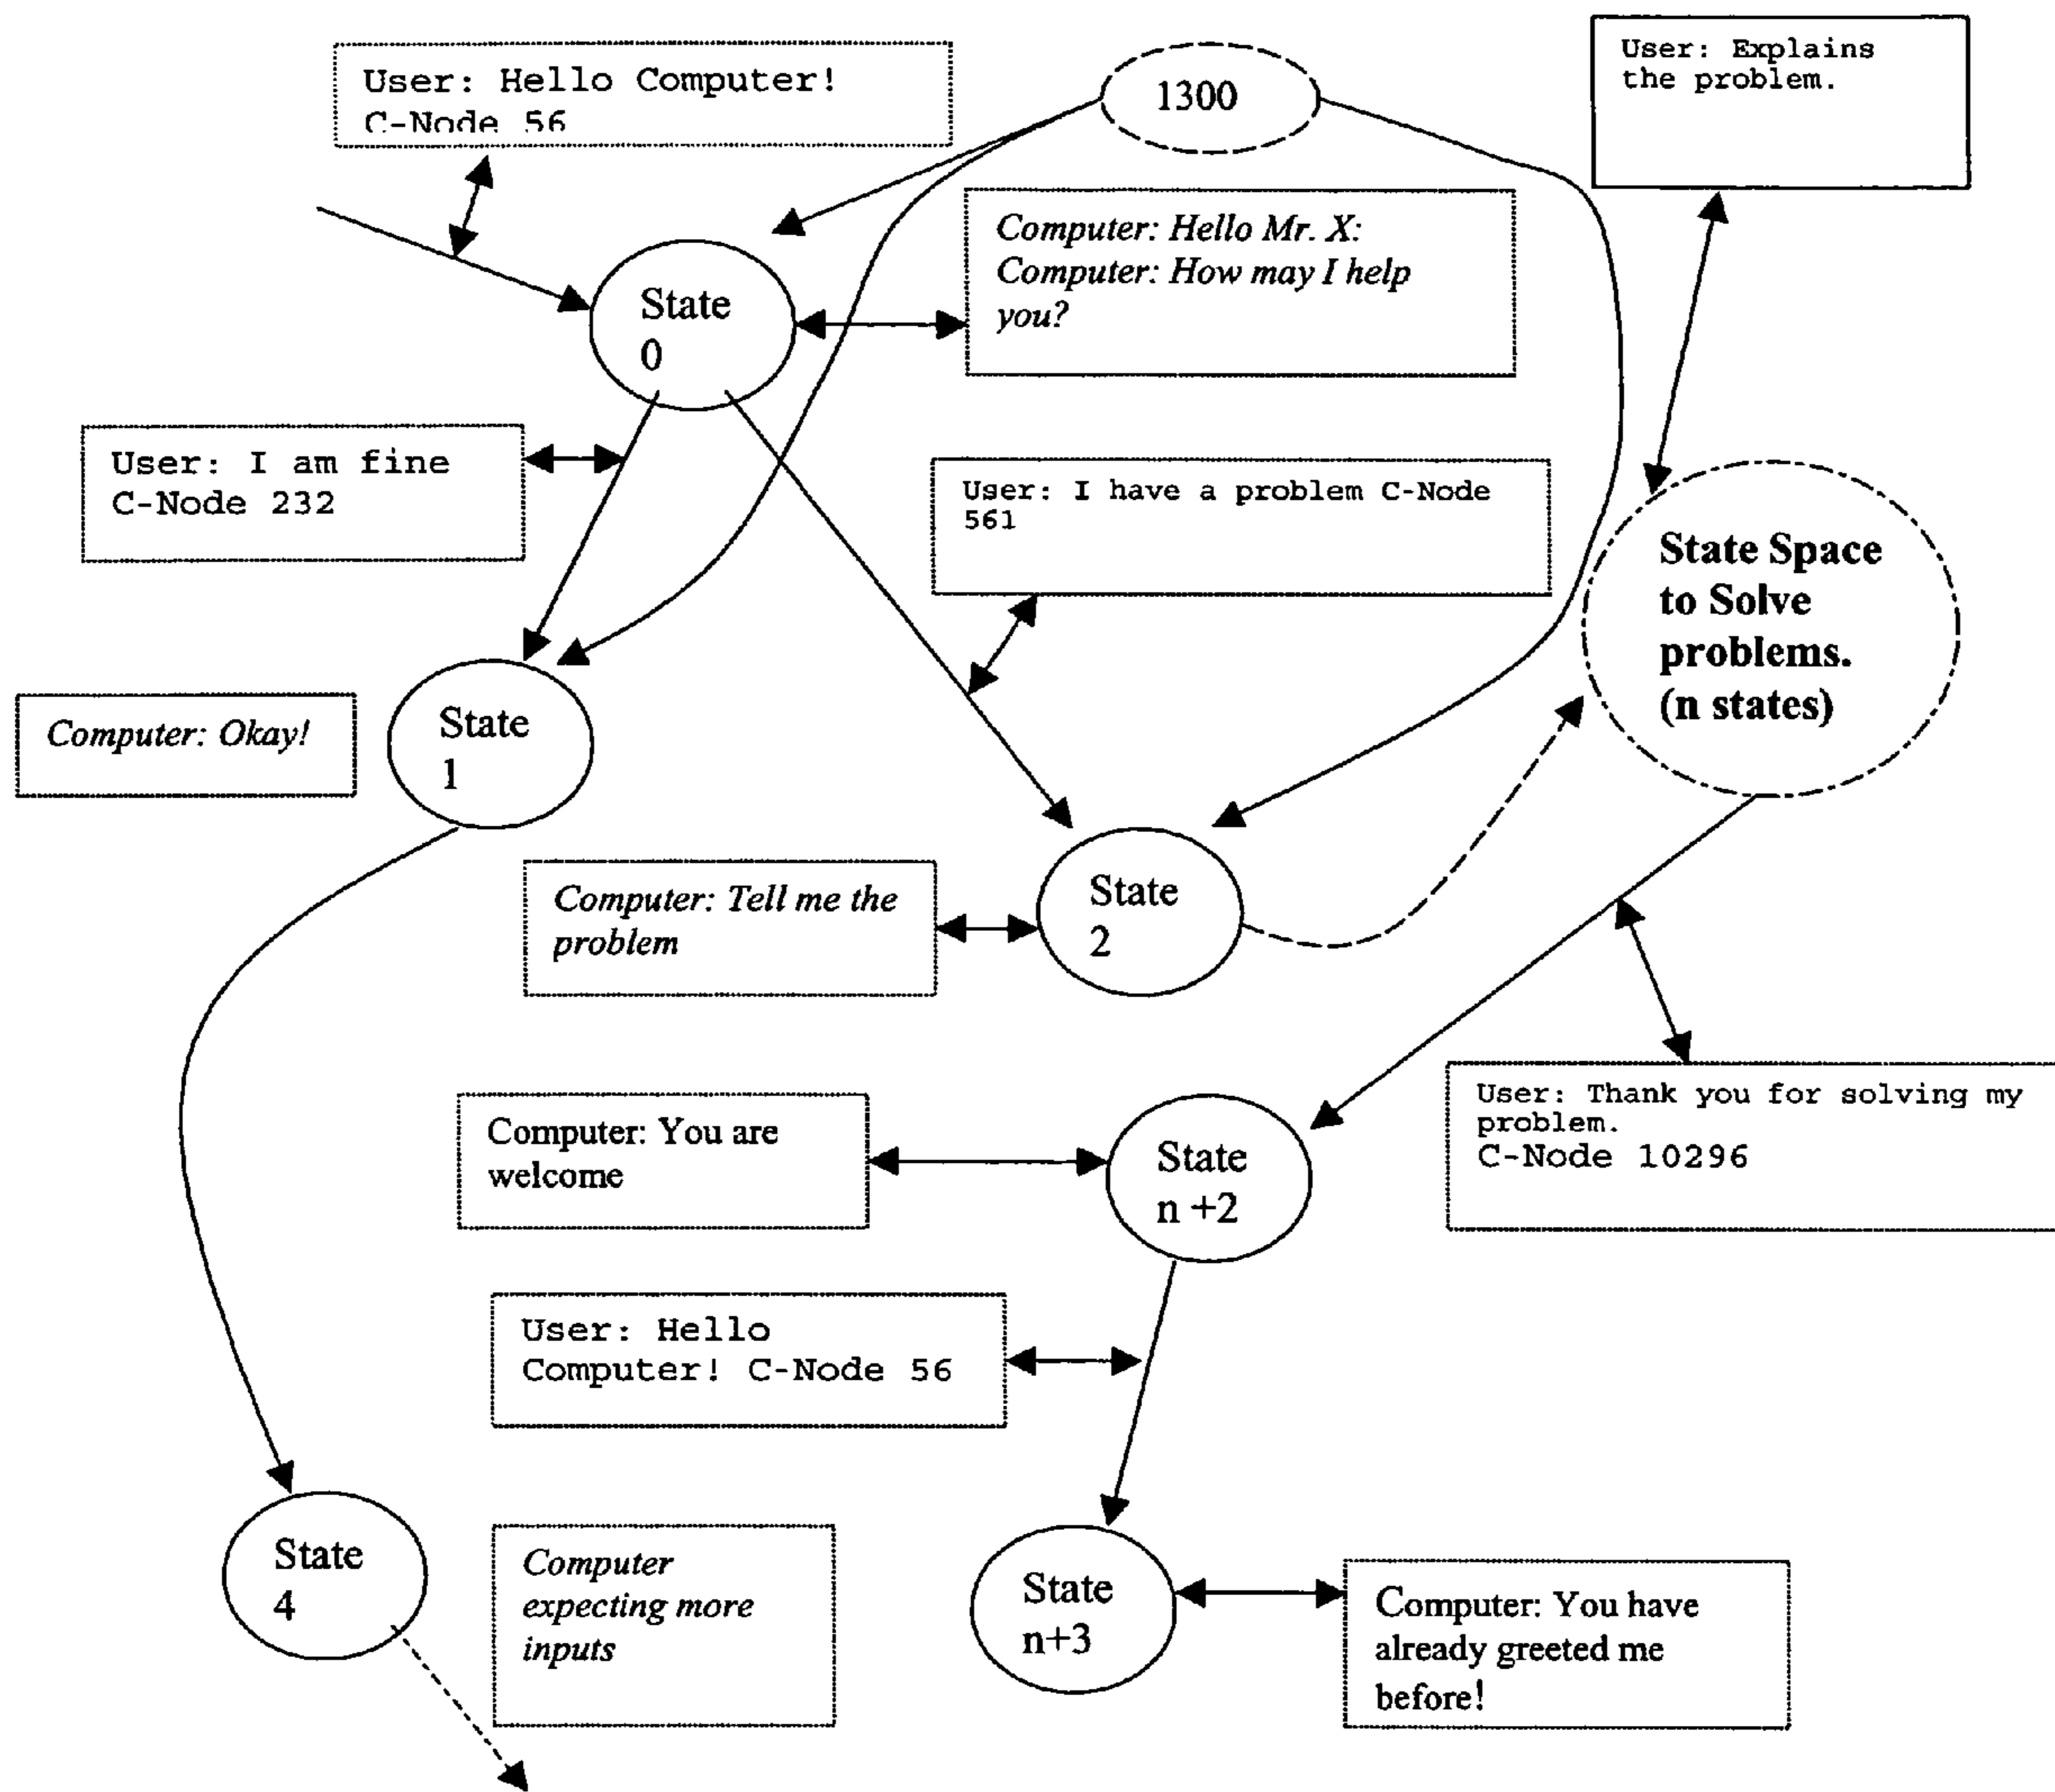 User: Hello Computer!
C-Node 56
1300
User: Explains
the problem.
Computer: Hello Mr. X:
Computer: How may I help
you?
State
0
User: I am fine
C-Node 232
User: I have a problem C-Node
561
State Space
to Solve
problems.
(n states)
Computer: Okay!
State
1
Computer: Tell me the
problem
State
2
User: Thank you for solving my
problem.
C-Node 10296
Computer: You are
welcome
State
n +2
User: Hello
Computer! C-Node 56
State
4
Computer
expecting more
inputs
State
n+3
Computer: You have
already greeted me
before!